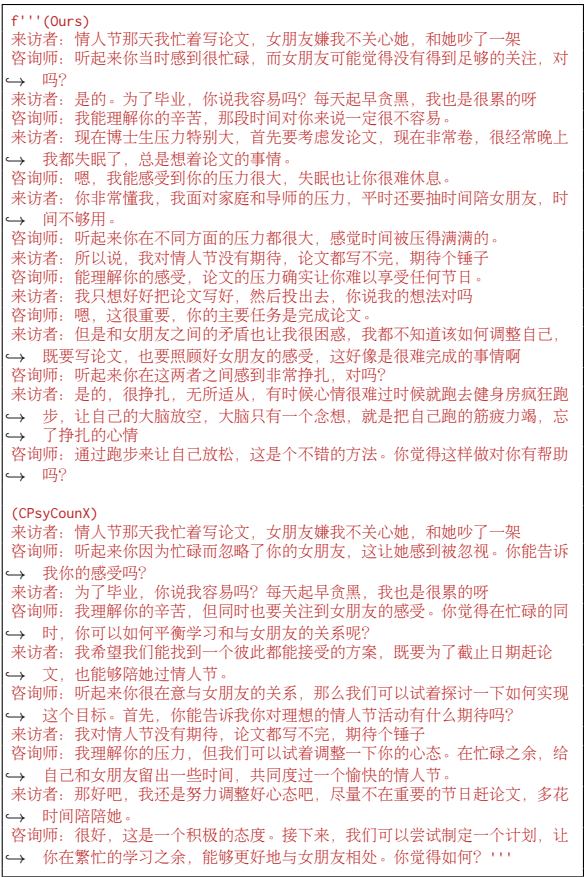 f'''(Ours)
来访者: 情人节那天我忙着写论文，女朋友嫌我不关心她，和她吵了一架
咨询师: 听起来你当时感到很忙碌，而女朋友可能觉得没有得到足够的关注，对
↪ 吗?
来访者: 是的。为了毕业，你说我容易吗? 每天起早贪黑，我也是很累的呀
咨询师: 我能理解你的辛苦，那段时间对你来说一定很不容易。
来访者: 现在博士生压力特别大，首先要考虑发论文，现在非常卷，很经常晚上
↪ 我都失眠了，总是想着论文的事情。
咨询师: 嗯，我能感受到你的压力很大，失眠也让你很难休息。
来访者: 你非常懂我，我面对家庭和导师的压力，平时还要抽时间陪女朋友，时
↪ 间不够用。
咨询师: 听起来你在不同方面的压力都很大，感觉时间被压得满满的。
来访者: 所以说，我对情人节没有期待，论文都写不完，期待个锤子
咨询师: 能理解你的感受，论文的压力确实让你难以享受任何节日。
来访者: 我只想好好把论文写好，然后投出去，你说我的想法对吗
咨询师: 嗯，这很重要，你的主要任务是完成论文。
来访者: 但是和女朋友之间的矛盾也让我很困惑，我都不知道该如何调整自己，
↪ 既要写论文，也要照顾好女朋友的感受，这好像是很难完成的事情啊
咨询师: 听起来你在这两者之间感到非常挣扎，对吗?
来访者: 是的，很挣扎，无所适从，有时候心情很难过时候就跑去健身房疯狂跑
↪ 步，让自己的大脑放空，大脑只有一个念想，就是把自己跑的筋疲力竭，忘
↪ 了挣扎的心情
咨询师: 通过跑步来让自己放松，这是个不错的方法。你觉得这样做对你有帮助
↪ 吗?
(CPsyCounX)
来访者: 情人节那天我忙着写论文，女朋友嫌我不关心她，和她吵了一架
咨询师: 听起来你因为忙碌而忽略了你的女朋友，这让她感到被忽视。你能告诉
↪ 我你的感受吗?
来访者: 为了毕业，你说我容易吗? 每天起早贪黑，我也是很累的呀
咨询师: 我理解你的辛苦，但同时也要关注到女朋友的感受。你觉得在忙碌的同
↪ 时，你可以如何平衡学习和与女朋友的关系呢?
来访者: 我希望我们能找到一个彼此都能接受的方案，既要为了截止日期赶论
↪ 文，也能够陪她过情人节。
咨询师: 听起来你很在意与女朋友的关系，那么我们可以试着探讨一下如何实现
↪ 这个目标。首先，你能告诉我你对理想的情人节活动有什么期待吗?
来访者: 我对情人节没有期待，论文都写不完，期待个锤子
咨询师: 我理解你的压力，但我们可以试着调整一下你的心态。在忙碌之余，给
↪ 自己和女朋友留出一些时间，共同度过一个愉快的情人节。
来访者: 那好吧，我还是努力调整好心态吧，尽量不在重要的节日赶论文，多花
↪ 时间陪陪她。
咨询师: 很好，这是一个积极的态度。接下来，我们可以尝试制定一个计划，让
↪ 你在繁忙的学习之余，能够更好地与女朋友相处。你觉得如何? '''